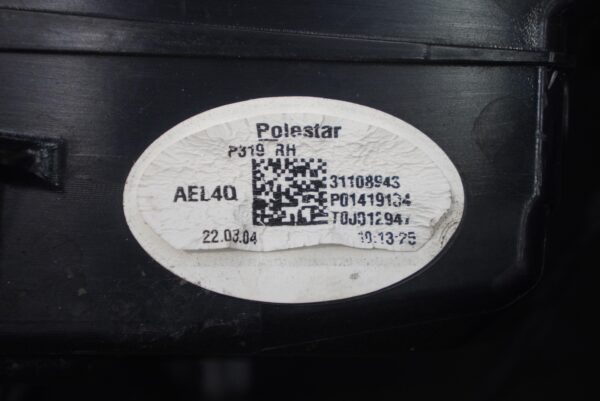 Polestar
P319 RH
AEL4Q
31108943
P01419134
T0J012947
22.03.04 10:13:25